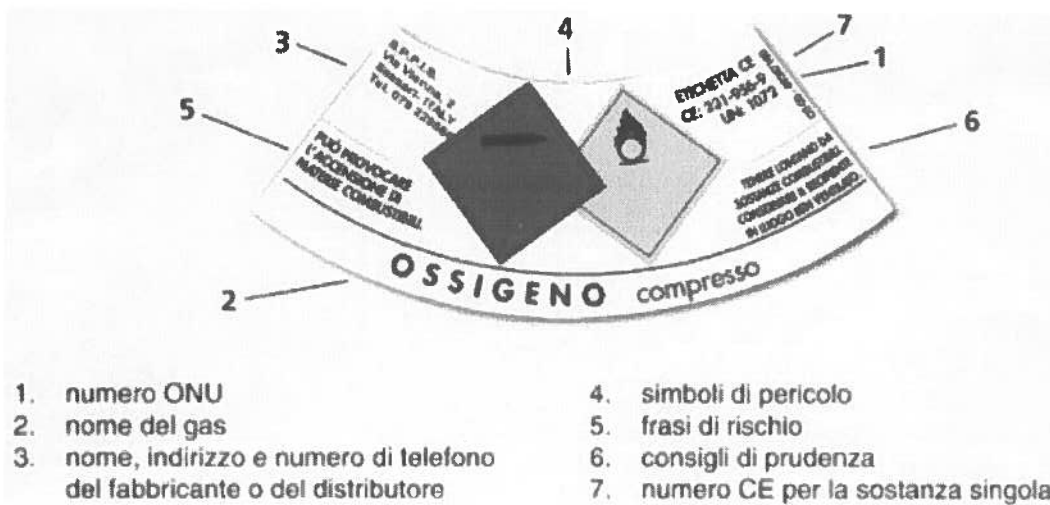 3
4
7
1
5
6
2
ITALY
ETICHETTA CE
CE: 231-956-9
UN: 1072
PUÒ PROVOCARE
L'ACCENSIONE DI
MATERIE COMBUSTIBILI.
TENERE LONTANO DA
SOSTANZE COMBUSTIBILI.
CONSERVARE IL RECIPIENTE
IN LUOGO BEN VENTILATO.
OSSIGENO compresso
1. numero ONU
2. nome del gas
3. nome, indirizzo e numero di telefono
del fabbricante o del distributore
4. simboli di pericolo
5. frasi di rischio
6. consigli di prudenza
7. numero CE per la sostanza singola